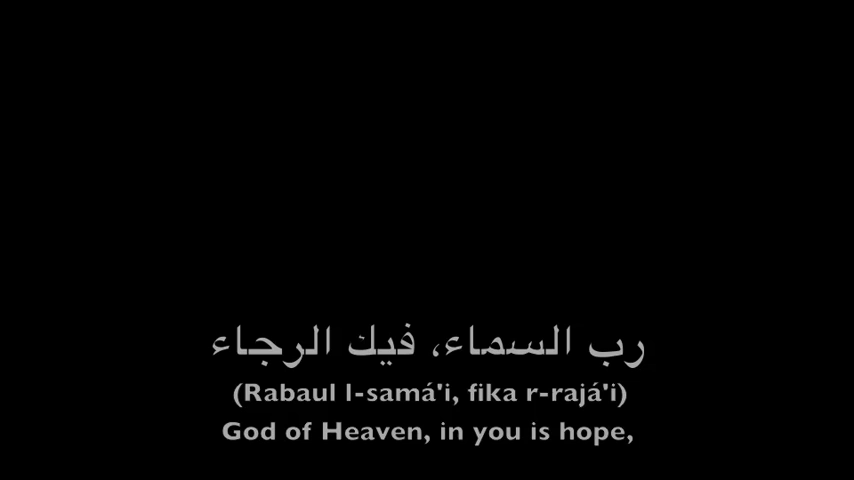 رب السماء، فيك الرجاء
(Rabaul l-samá'i, fika r-rajá'i)
God of Heaven, in you is hope,